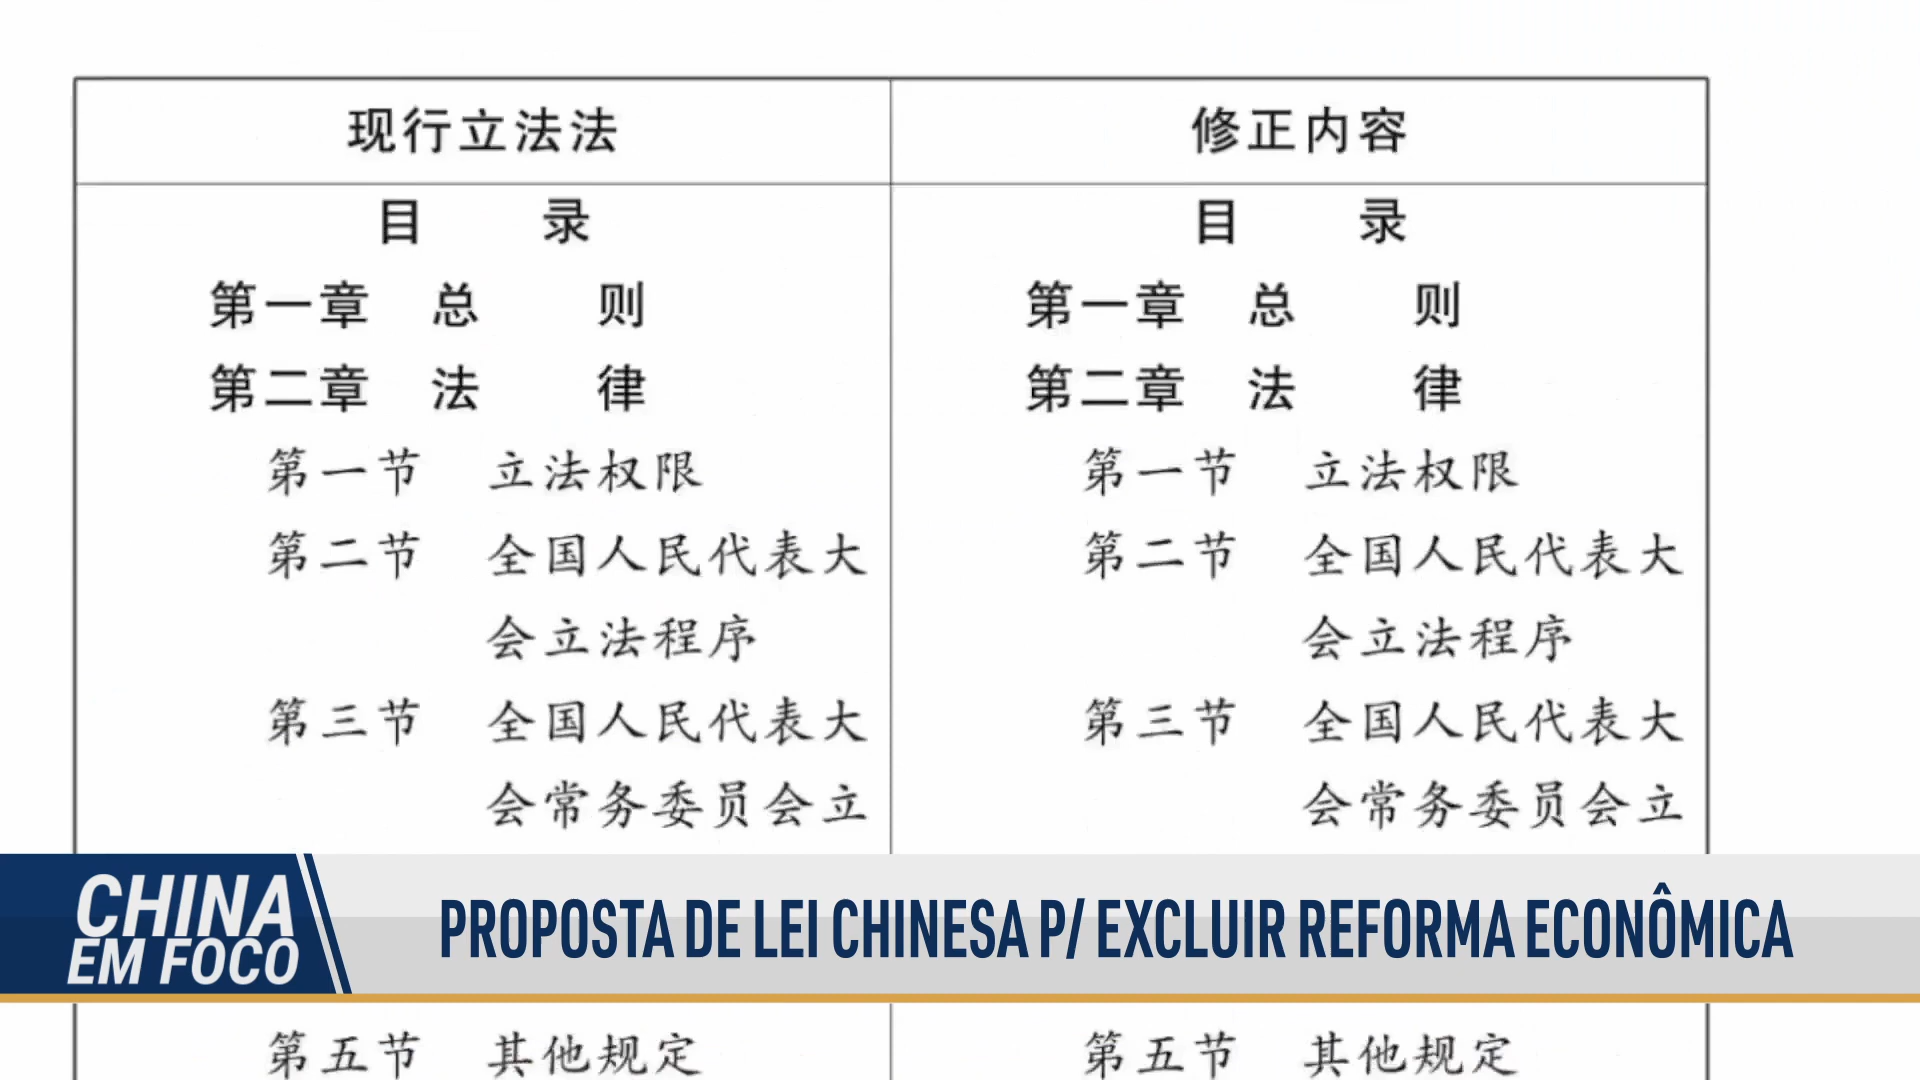 现行立法法 修正内容
目 录 目 录
第一章 总 则 第一章 总 则
第二章 法 律 第二章 法 律
第一节 立法权限 第一节 立法权限
第二节 全国人民代表大 第二节 全国人民代表大
会立法程序 会立法程序
第三节 全国人民代表大 第三节 全国人民代表大
会常务委员会立 会常务委员会立
CHINA
EM FOCO
PROPOSTA DE LEI CHINESA P/ EXCLUIR REFORMA ECONÔMICA
第五节 其他规定 第五节 其他规定